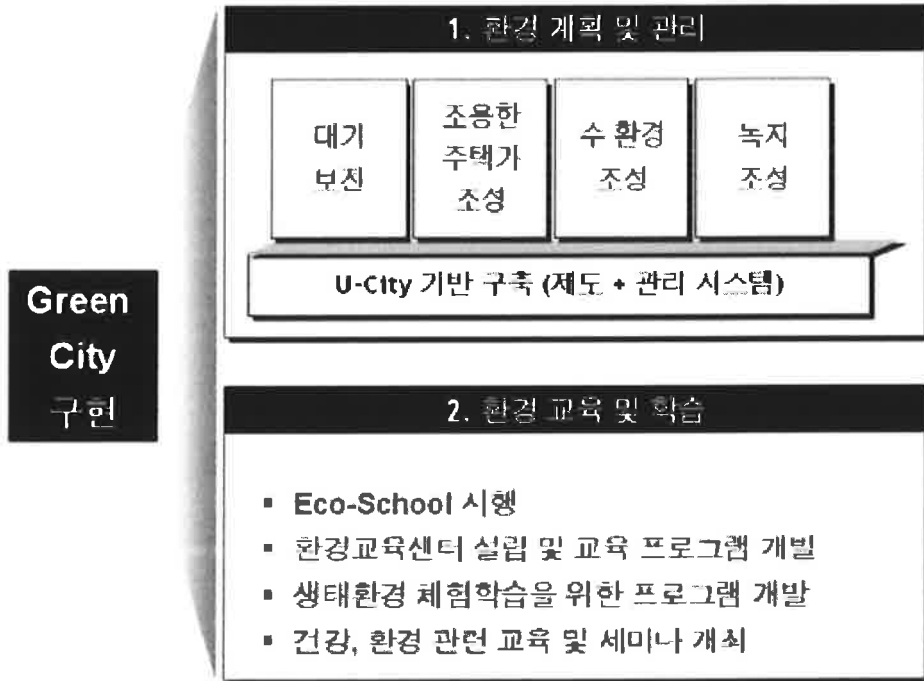 Green
City
구현
1. 환경 계획 및 관리
대기
보전
조용한
주택가
조성
수 환경
조성
녹지
조성
U-City 기반 구축 (제도 + 관리 시스템)
2. 환경 교육 및 학습
▪ Eco-School 시행
▪ 환경교육센터 설립 및 교육 프로그램 개발
▪ 생태환경 체험학습을 위한 프로그램 개발
▪ 건강, 환경 관련 교육 및 세미나 개최